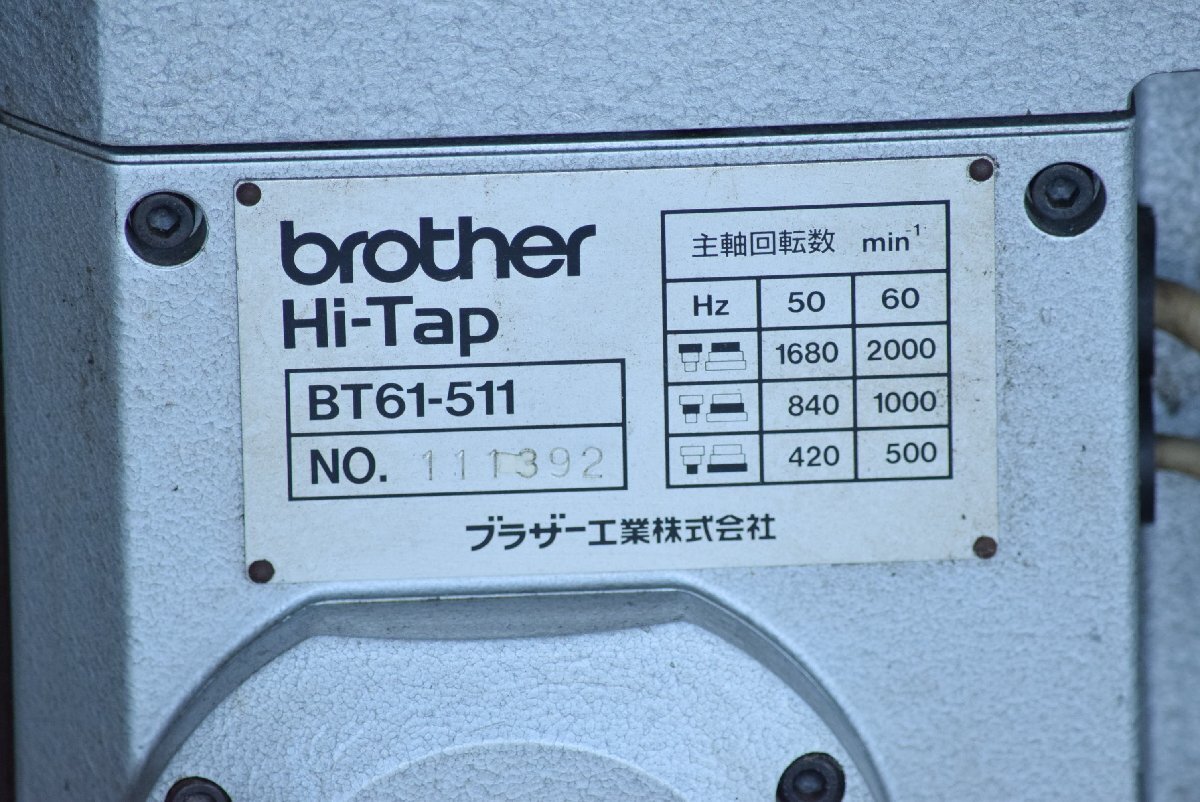 brother
Hi-Tap
BT61-511
NO. 111392
主軸回転数 min⁻¹
Hz 50 60
1680 2000
840 1000
420 500
ブラザー工業株式会社